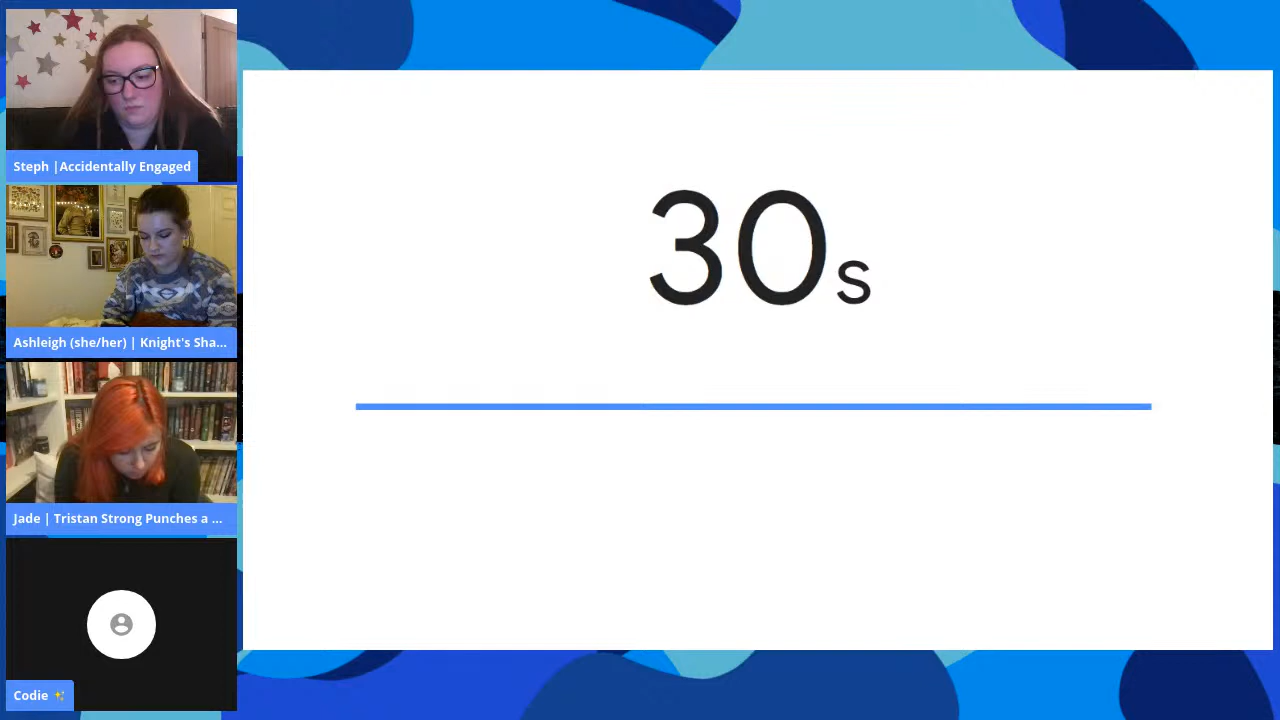 Steph |Accidentally Engaged
Ashleigh (she/her) | Knight's Sha...
Jade | Tristan Strong Punches a ...
Codie ✨
30s